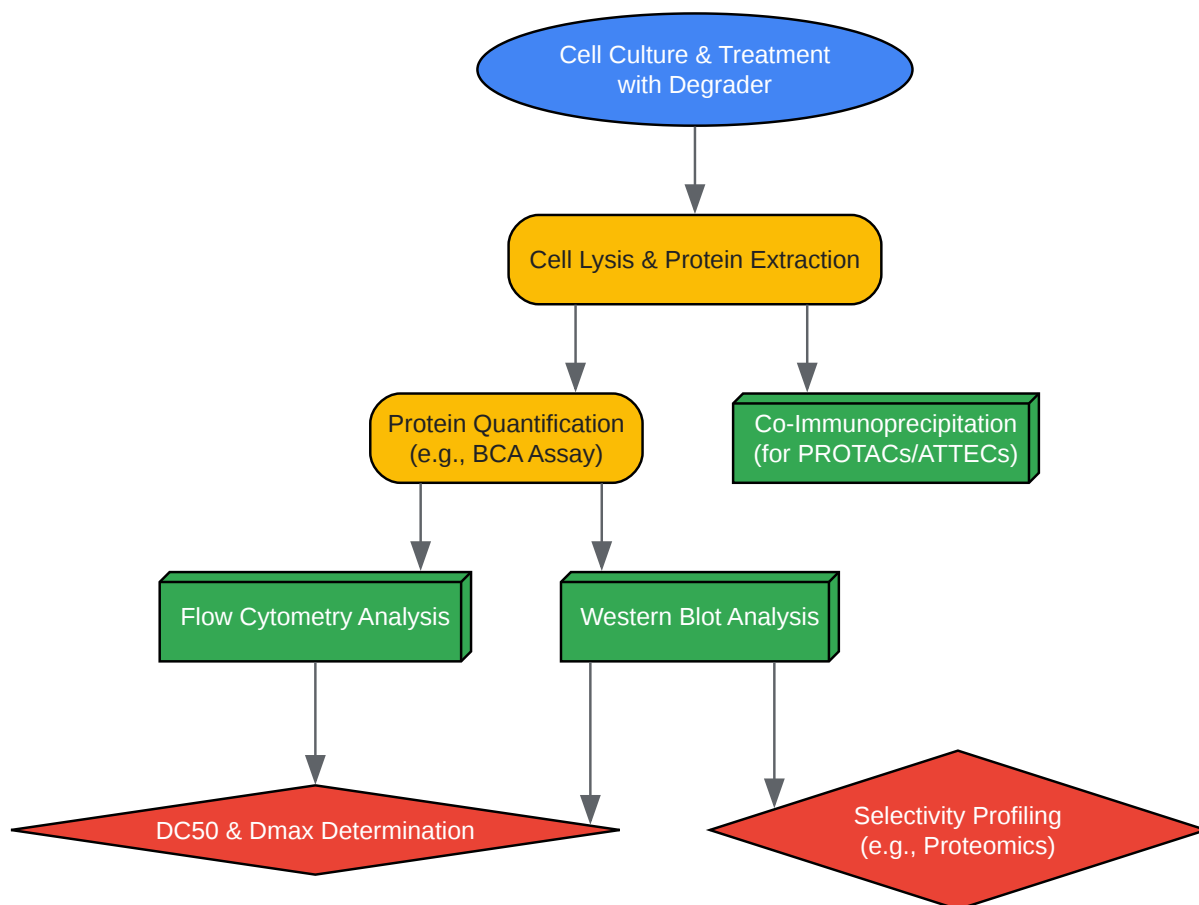 Cell Culture & Treatment
with Degrader
Cell Lysis & Protein Extraction
Protein Quantification
(e.g., BCA Assay)
Co-Immunoprecipitation
(for PROTACs/ATTECs)
Flow Cytometry Analysis
Western Blot Analysis
DC50 & Dmax Determination
Selectivity Profiling
(e.g., Proteomics)